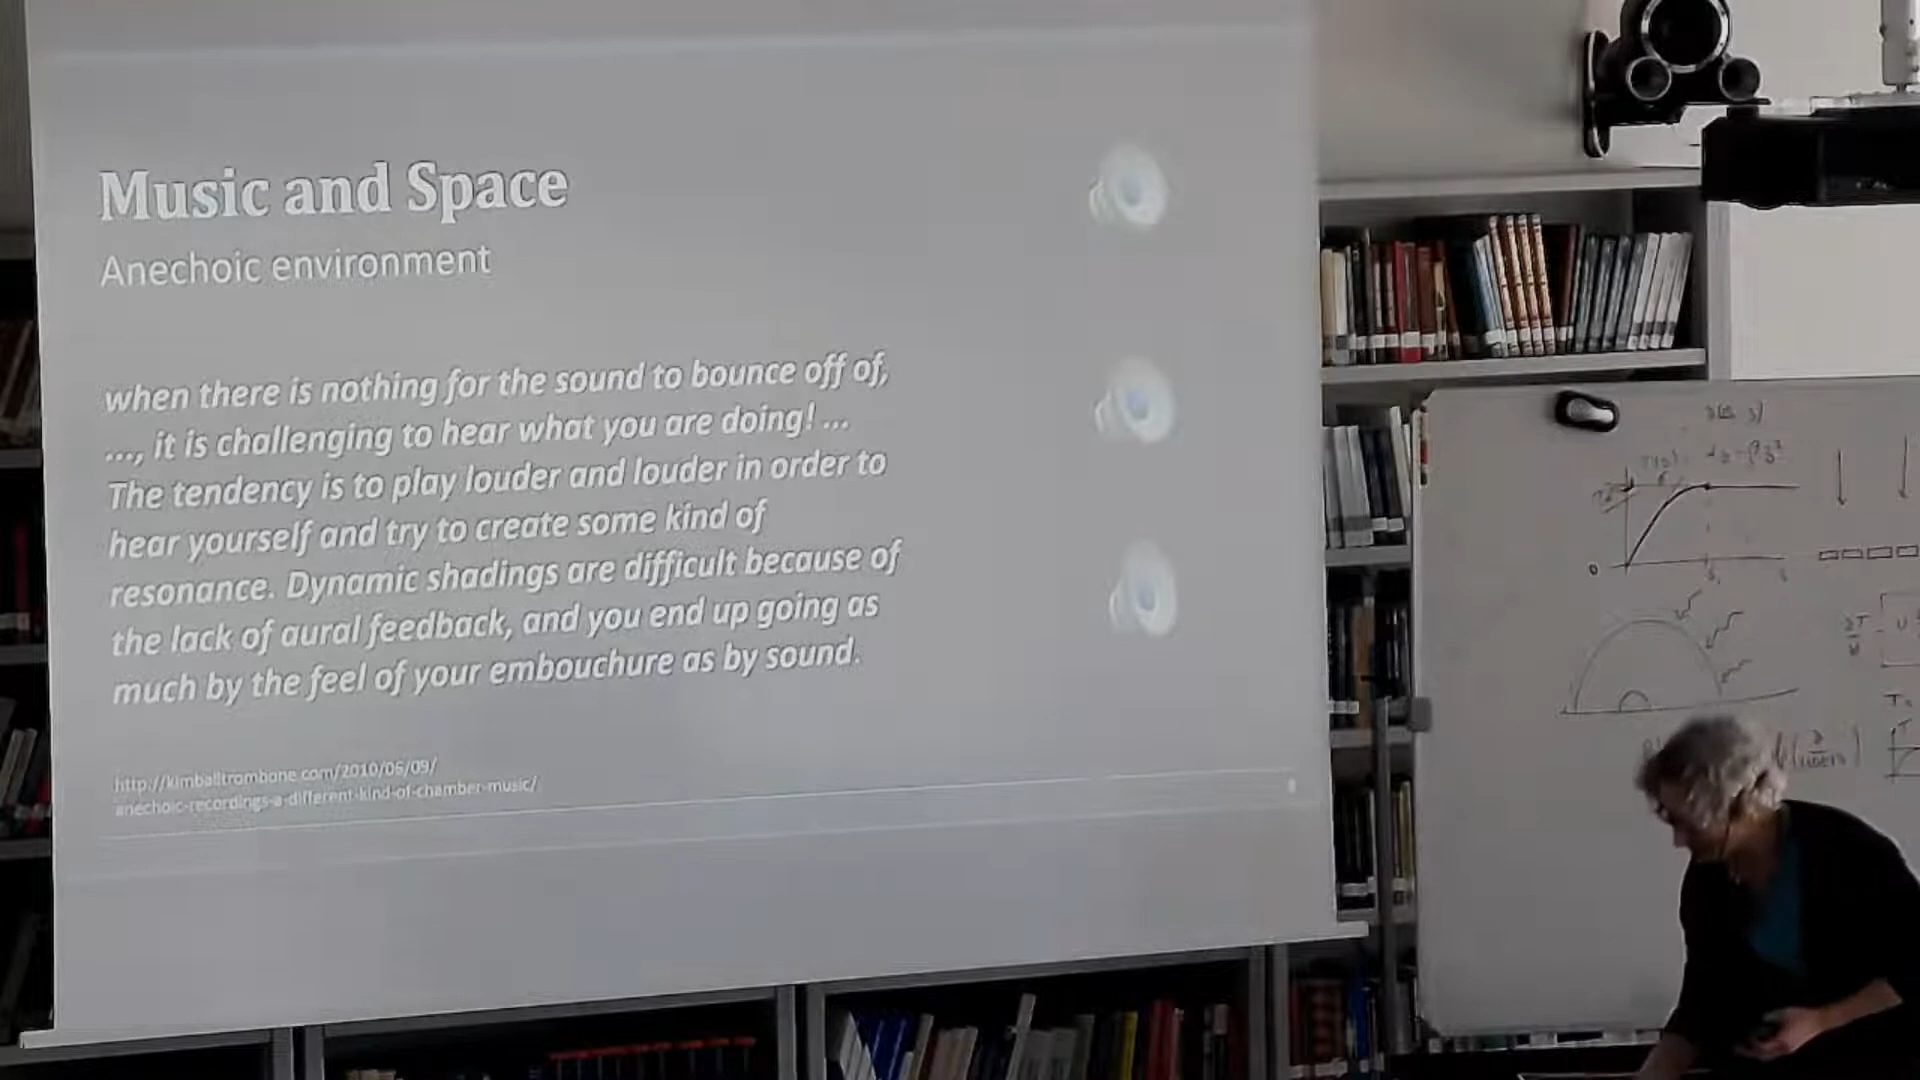 Music and Space
Anechoic environment
when there is nothing for the sound to bounce off of,
..., it is challenging to hear what you are doing! ...
The tendency is to play louder and louder in order to
hear yourself and try to create some kind of
resonance. Dynamic shadings are difficult because of
the lack of aural feedback, and you end up going as
much by the feel of your embouchure as by sound.
http://kimballtrombone.com/2010/06/09/
anechoic-recordings-a-different-kind-of-chamber-music/